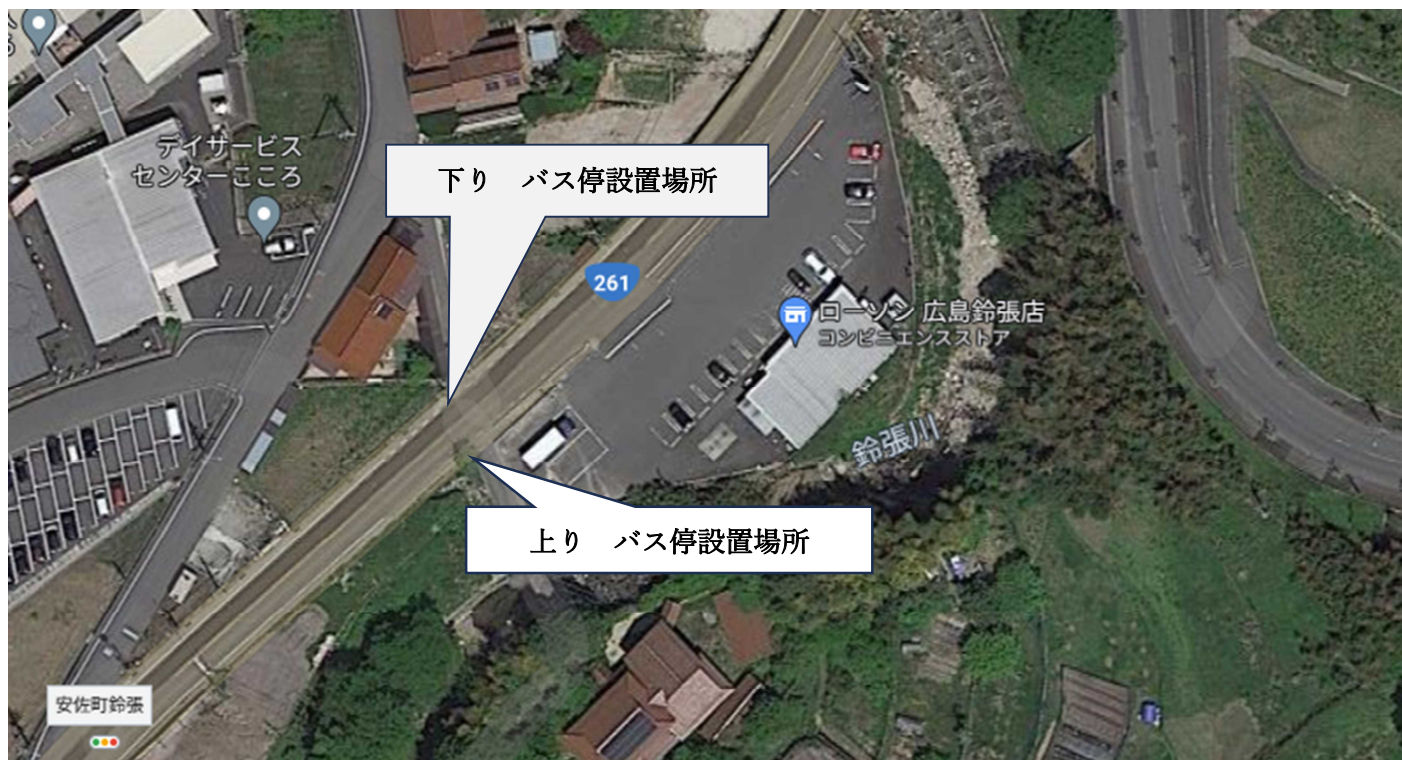 デイサービス
センターこころ
下り　バス停設置場所
261
ローソン 広島鈴張店
コンビニエンスストア
鈴張川
上り　バス停設置場所
安佐町鈴張